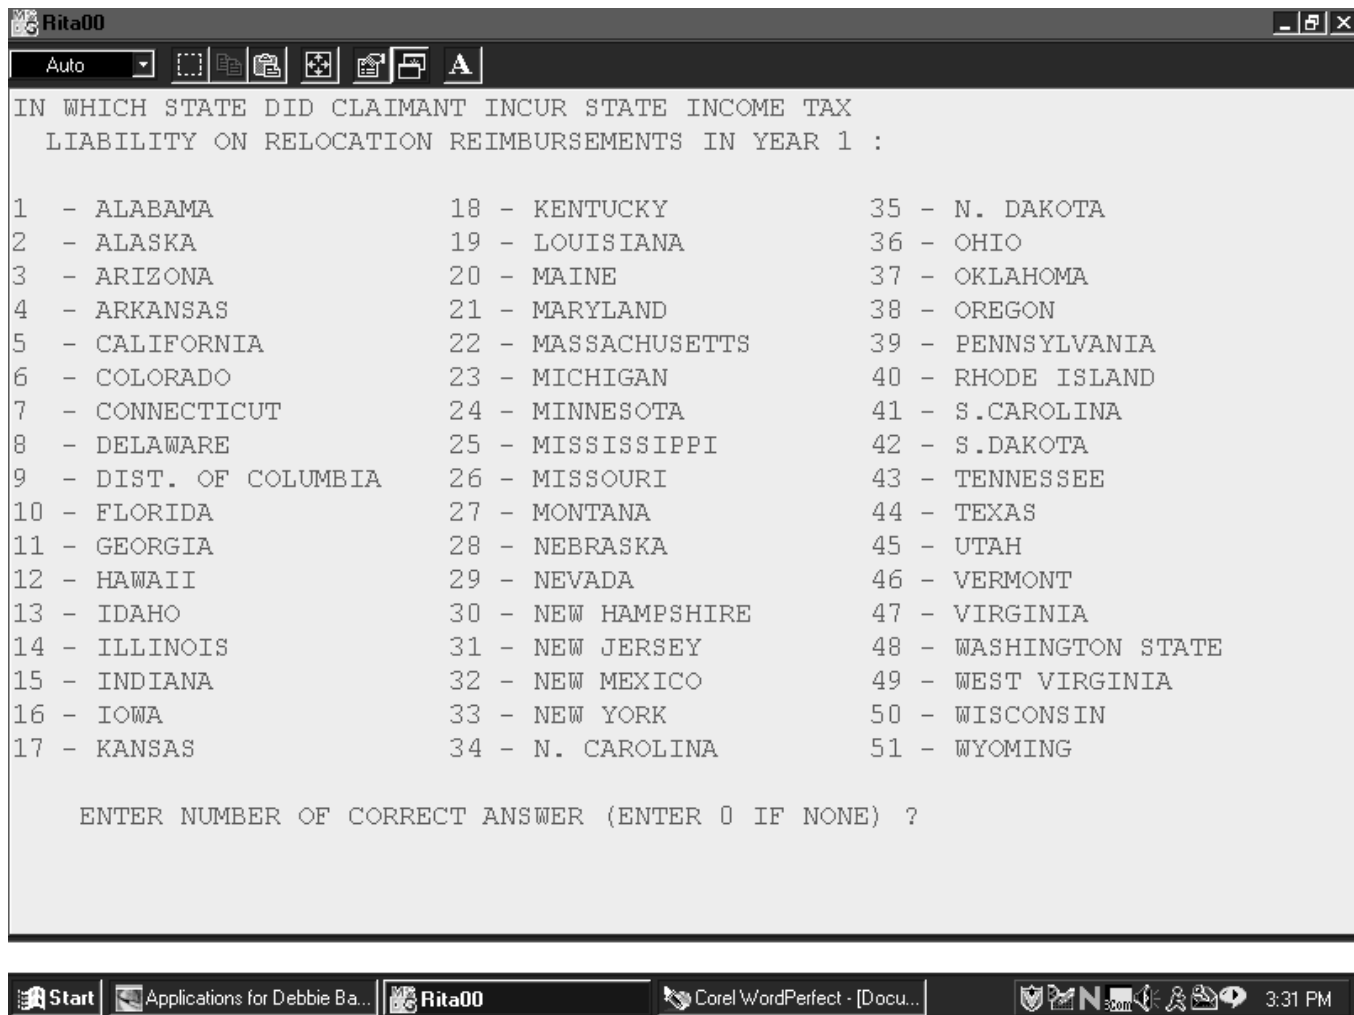 Rita00
Auto
A
IN WHICH STATE DID CLAIMANT INCUR STATE INCOME TAX
LIABILITY ON RELOCATION REIMBURSEMENTS IN YEAR 1 :
1 - ALABAMA 18 - KENTUCKY 35 - N. DAKOTA
2 - ALASKA 19 - LOUISIANA 36 - OHIO
3 - ARIZONA 20 - MAINE 37 - OKLAHOMA
4 - ARKANSAS 21 - MARYLAND 38 - OREGON
5 - CALIFORNIA 22 - MASSACHUSETTS 39 - PENNSYLVANIA
6 - COLORADO 23 - MICHIGAN 40 - RHODE ISLAND
7 - CONNECTICUT 24 - MINNESOTA 41 - S.CAROLINA
8 - DELAWARE 25 - MISSISSIPPI 42 - S.DAKOTA
9 - DIST. OF COLUMBIA 26 - MISSOURI 43 - TENNESSEE
10 - FLORIDA 27 - MONTANA 44 - TEXAS
11 - GEORGIA 28 - NEBRASKA 45 - UTAH
12 - HAWAII 29 - NEVADA 46 - VERMONT
13 - IDAHO 30 - NEW HAMPSHIRE 47 - VIRGINIA
14 - ILLINOIS 31 - NEW JERSEY 48 - WASHINGTON STATE
15 - INDIANA 32 - NEW MEXICO 49 - WEST VIRGINIA
16 - IOWA 33 - NEW YORK 50 - WISCONSIN
17 - KANSAS 34 - N. CAROLINA 51 - WYOMING
ENTER NUMBER OF CORRECT ANSWER (ENTER 0 IF NONE) ?
Start Applications for Debbie Ba... Rita00 Corel WordPerfect - [Docu... N 3Com 3:31 PM